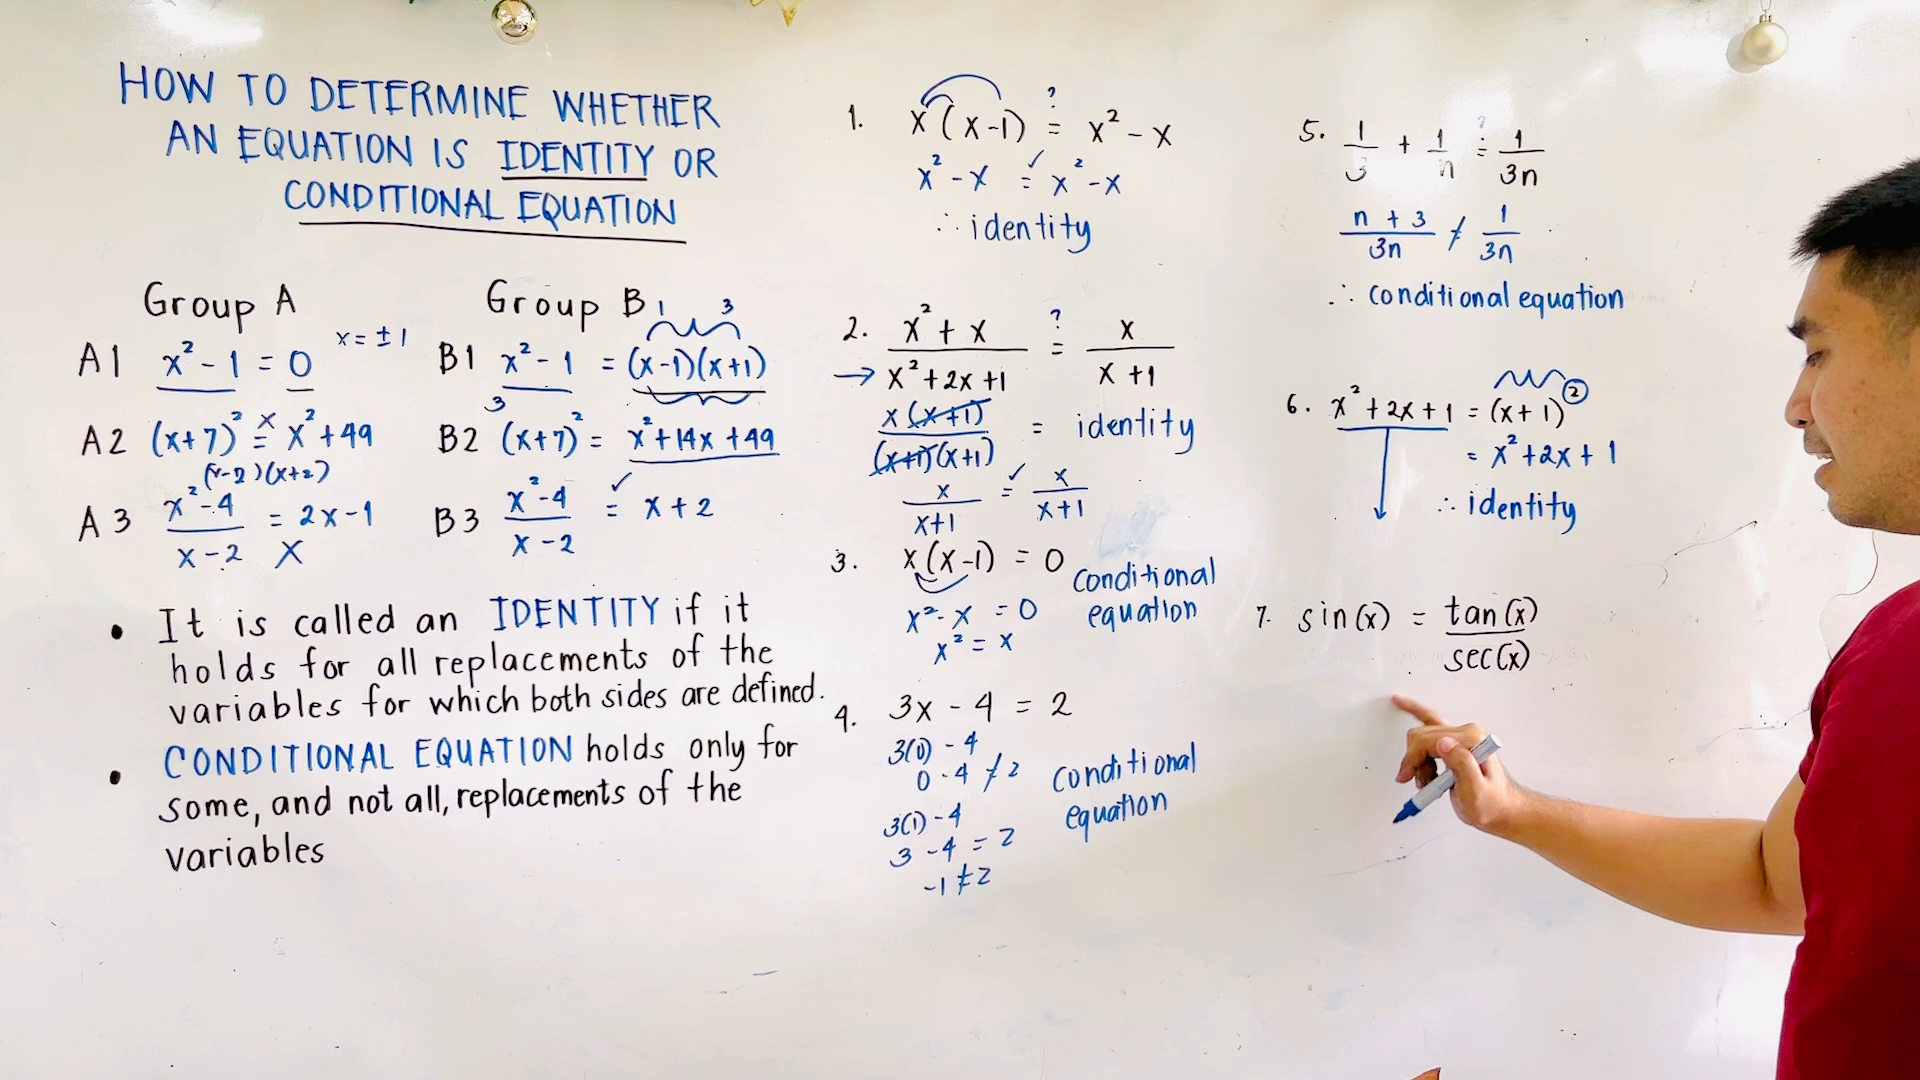 HOW TO DETERMINE WHETHER
AN EQUATION IS IDENTITY OR
CONDITIONAL EQUATION
Group A
A1 x² - 1 = 0 x = ± 1
A2 (x+7)² = x² + 49
x
(x-2)(x+2)
A3 x²-4 / x-2 = 2x-1
X
Group B
1 3
B1 x² - 1 = (x-1)(x+1)
3
B2 (x+7)² = x²+14x+49
B3 x²-4 / x-2 = x+2
✓
• It is called an IDENTITY if it
holds for all replacements of the
variables for which both sides are defined.
• CONDITIONAL EQUATION holds only for
some, and not all, replacements of the
variables
1. x(x-1) ?= x² - x
x² - x =✓ x² - x
∴ identity
2. x² + x / x² + 2x + 1 ?= x / x+1
→
x(x+1) / (x+1)(x+1) = identity
x / x+1 =✓ x / x+1
3. x(x-1) = 0
x² - x = 0
x² = x
conditional
equation
4. 3x - 4 = 2
3(0) - 4
0 - 4 ≠ 2
3(1) - 4
3 - 4 = 2
-1 ≠ 2
conditional
equation
5. 1/3 + 1/n ?= 1/3n
n + 3 / 3n ≠ 1 / 3n
∴ conditional equation
6. x² + 2x + 1 = (x+1)²
= x² + 2x + 1
∴ identity
7. sin(x) = tan(x) / sec(x)